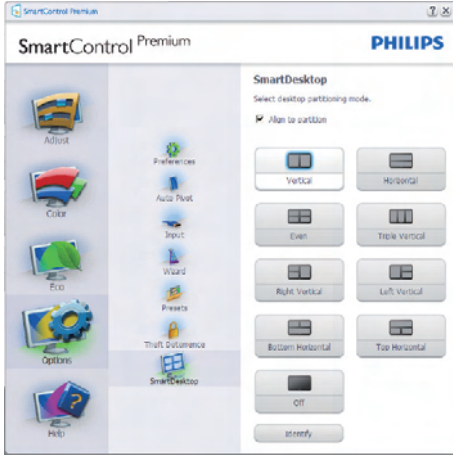 SmartControl Premium
SmartControl Premium
PHILIPS
Adjust
Color
Eco
Options
Help
Preferences
Auto Pivot
Input
Wizard
Presets
Theft Deterrence
SmartDesktop
SmartDesktop
Select desktop partitioning mode.
Align to partition
Vertical
Horizontal
Even
Triple Vertical
Right Vertical
Left Vertical
Bottom Horizontal
Top Horizontal
Off
Identify